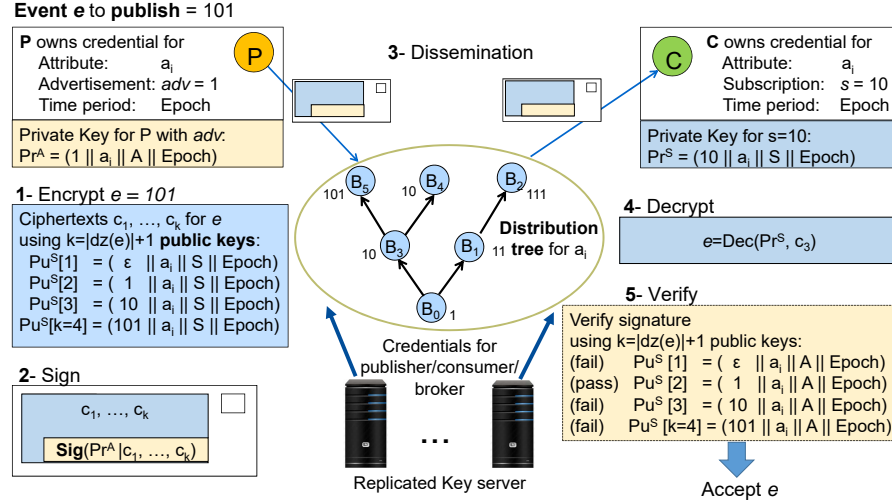 Event e to publish = 101
P owns credential for
Attribute: ai
Advertisement: adv = 1
Time period: Epoch
Private Key for P with adv:
PrA = (1 || ai || A || Epoch)
P
3- Dissemination
C
C owns credential for
Attribute: ai
Subscription: s = 10
Time period: Epoch
Private Key for s=10:
PrS = (10 || ai || S || Epoch)
1- Encrypt e = 101
Ciphertexts c1, …, ck for e
using k=|dz(e)|+1 public keys:
PuS[1] = ( ε || ai || S || Epoch)
PuS[2] = ( 1 || ai || S || Epoch)
PuS[3] = ( 10 || ai || S || Epoch)
PuS[k=4] = (101 || ai || S || Epoch)
2- Sign
c1, …, ck
Sig(PrA |c1, …, ck)
101 B5
10 B4
B2 111
10 B3
B1 11
B0 1
Distribution
tree for ai
Credentials for
publisher/consumer/
broker
...
Replicated Key server
4- Decrypt
e=Dec(PrS, c3)
5- Verify
Verify signature
using k=|dz(e)|+1 public keys:
(fail) PuS [1] = ( ε || ai || A || Epoch)
(pass) PuS [2] = ( 1 || ai || A || Epoch)
(fail) PuS [3] = ( 10 || ai || A || Epoch)
(fail) PuS [k=4] = (101 || ai || A || Epoch)
Accept e